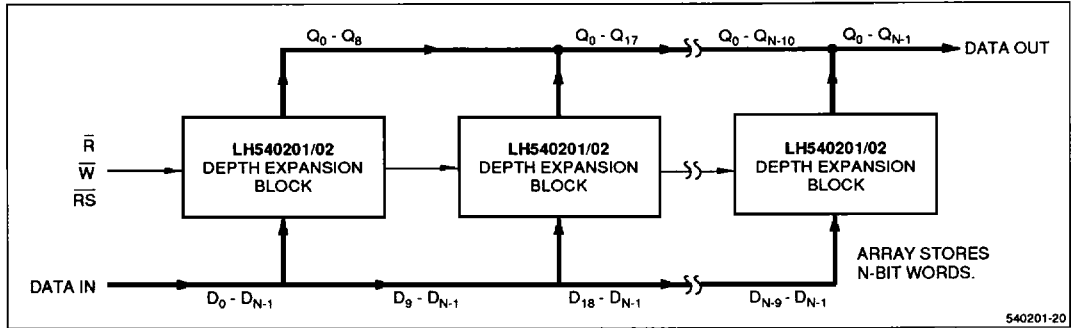 Q0 - Q8
Q0 - Q17
Q0 - QN-10
Q0 - QN-1
DATA OUT
R̅
W̅
R̅S̅
LH540201/02
DEPTH EXPANSION
BLOCK
LH540201/02
DEPTH EXPANSION
BLOCK
LH540201/02
DEPTH EXPANSION
BLOCK
ARRAY STORES
N-BIT WORDS.
DATA IN
D0 - DN-1
D9 - DN-1
D18 - DN-1
DN-9 - DN-1
540201-20